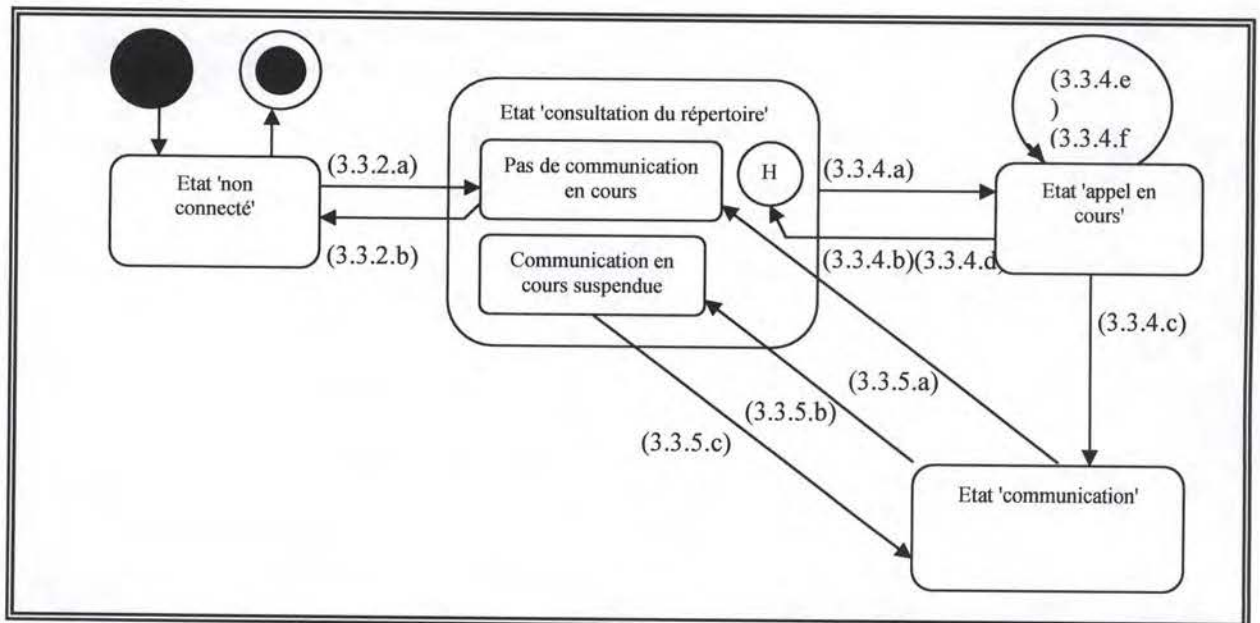 (3.3.4.e
)
(3.3.4.f
Etat 'consultation du répertoire'
Pas de communication
en cours
H
(3.3.2.a)
(3.3.4.a)
Etat 'non
connecté'
Etat 'appel en
cours'
(3.3.2.b)
Communication en
cours suspendue
(3.3.4.b)(3.3.4.d)
(3.3.4.c)
(3.3.5.a)
(3.3.5.b)
(3.3.5.c)
Etat 'communication'